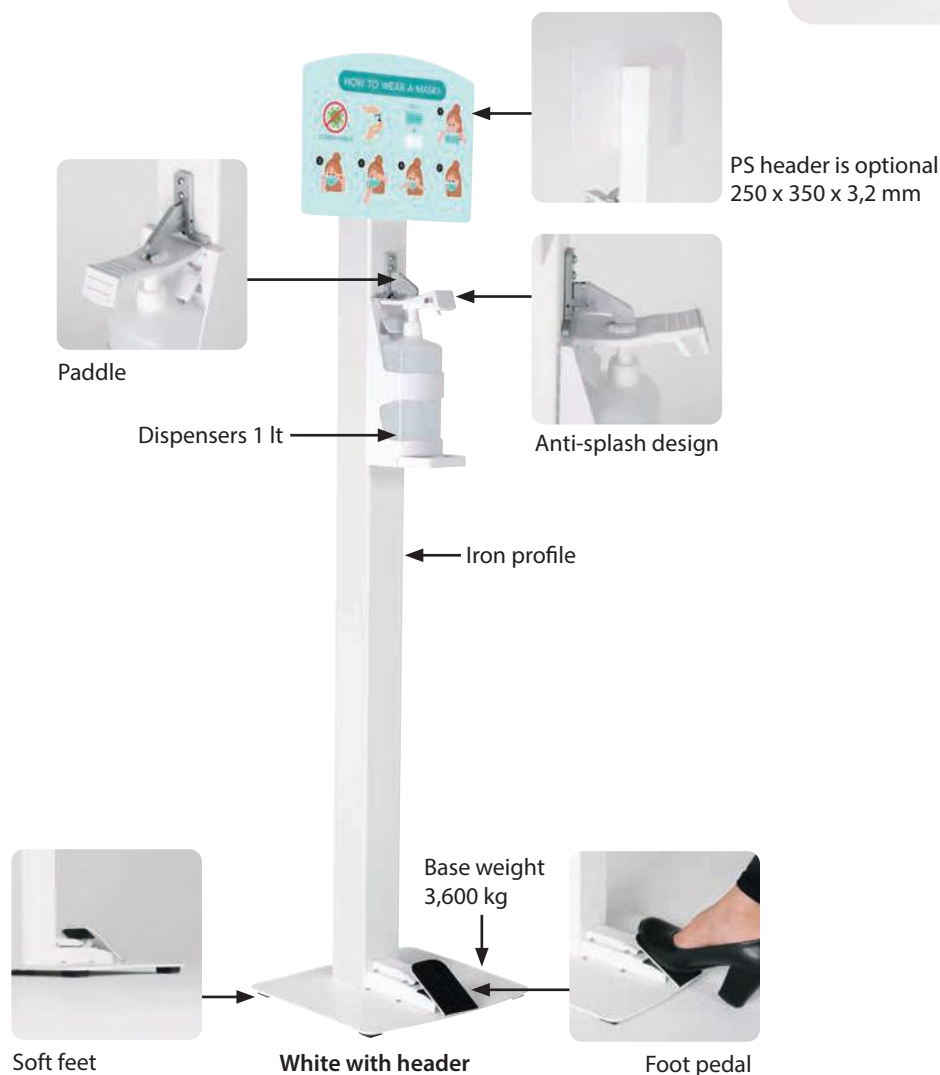 HOW TO WEAR A MASK?
PS header is optional
250 x 350 x 3,2 mm
Paddle
Dispensers 1 lt
Anti-splash design
Iron profile
Base weight
3,600 kg
Soft feet
White with header
Foot pedal